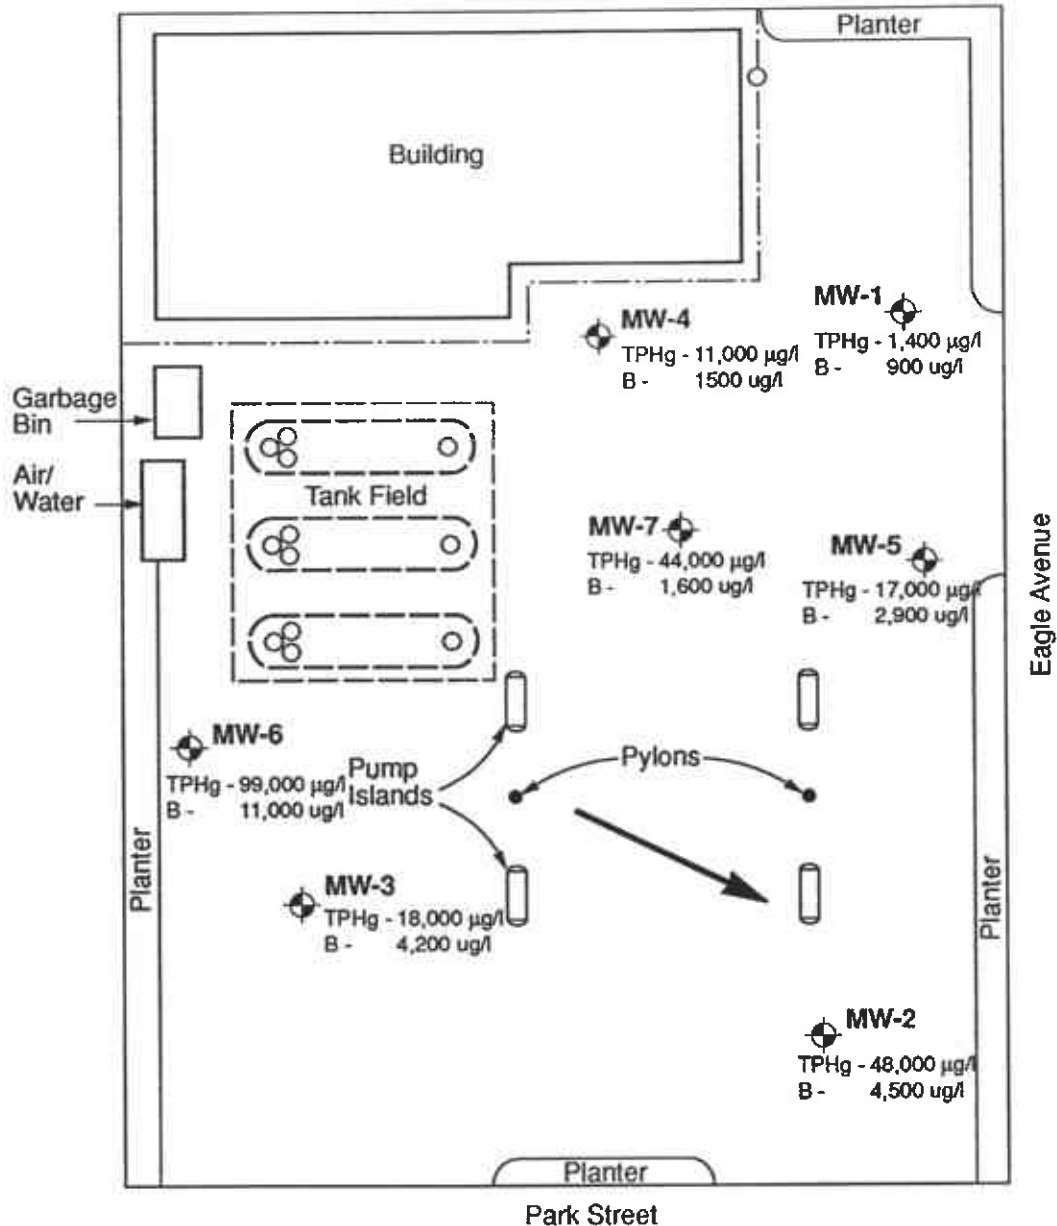 Planter
Building
MW-1
TPHg - 1,400 µg/l
B - 900 ug/l
MW-4
TPHg - 11,000 µg/l
B - 1500 ug/l
Garbage
Bin
Air/
Water
Tank Field
MW-7
TPHg - 44,000 µg/l
B - 1,600 ug/l
MW-5
TPHg - 17,000 µg/l
B - 2,900 ug/l
Eagle Avenue
MW-6
TPHg - 99,000 µg/l
B - 11,000 ug/l
Pump
Islands
Pylons
MW-3
TPHg - 18,000 µg/l
B - 4,200 ug/l
Planter
Planter
MW-2
TPHg - 48,000 µg/l
B - 4,500 ug/l
Planter
Park Street